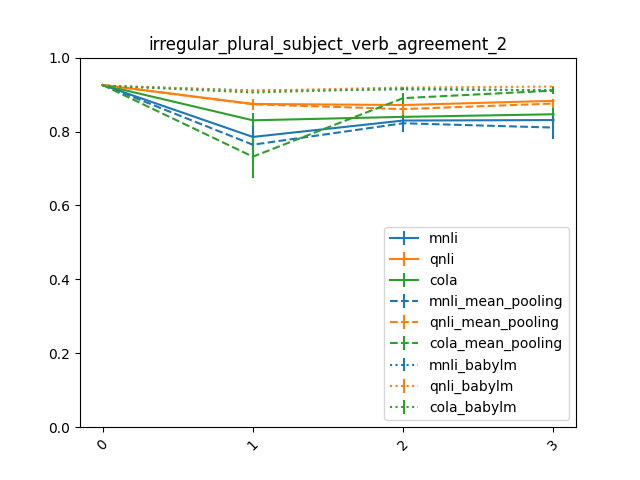 irregular_plural_subject_verb_agreement_2
1.0
0.8
0.6
0.4
0.2
0.0
0
1
2
3
mnli
qnli
cola
mnli_mean_pooling
qnli_mean_pooling
cola_mean_pooling
mnli_babylm
qnli_babylm
cola_babylm